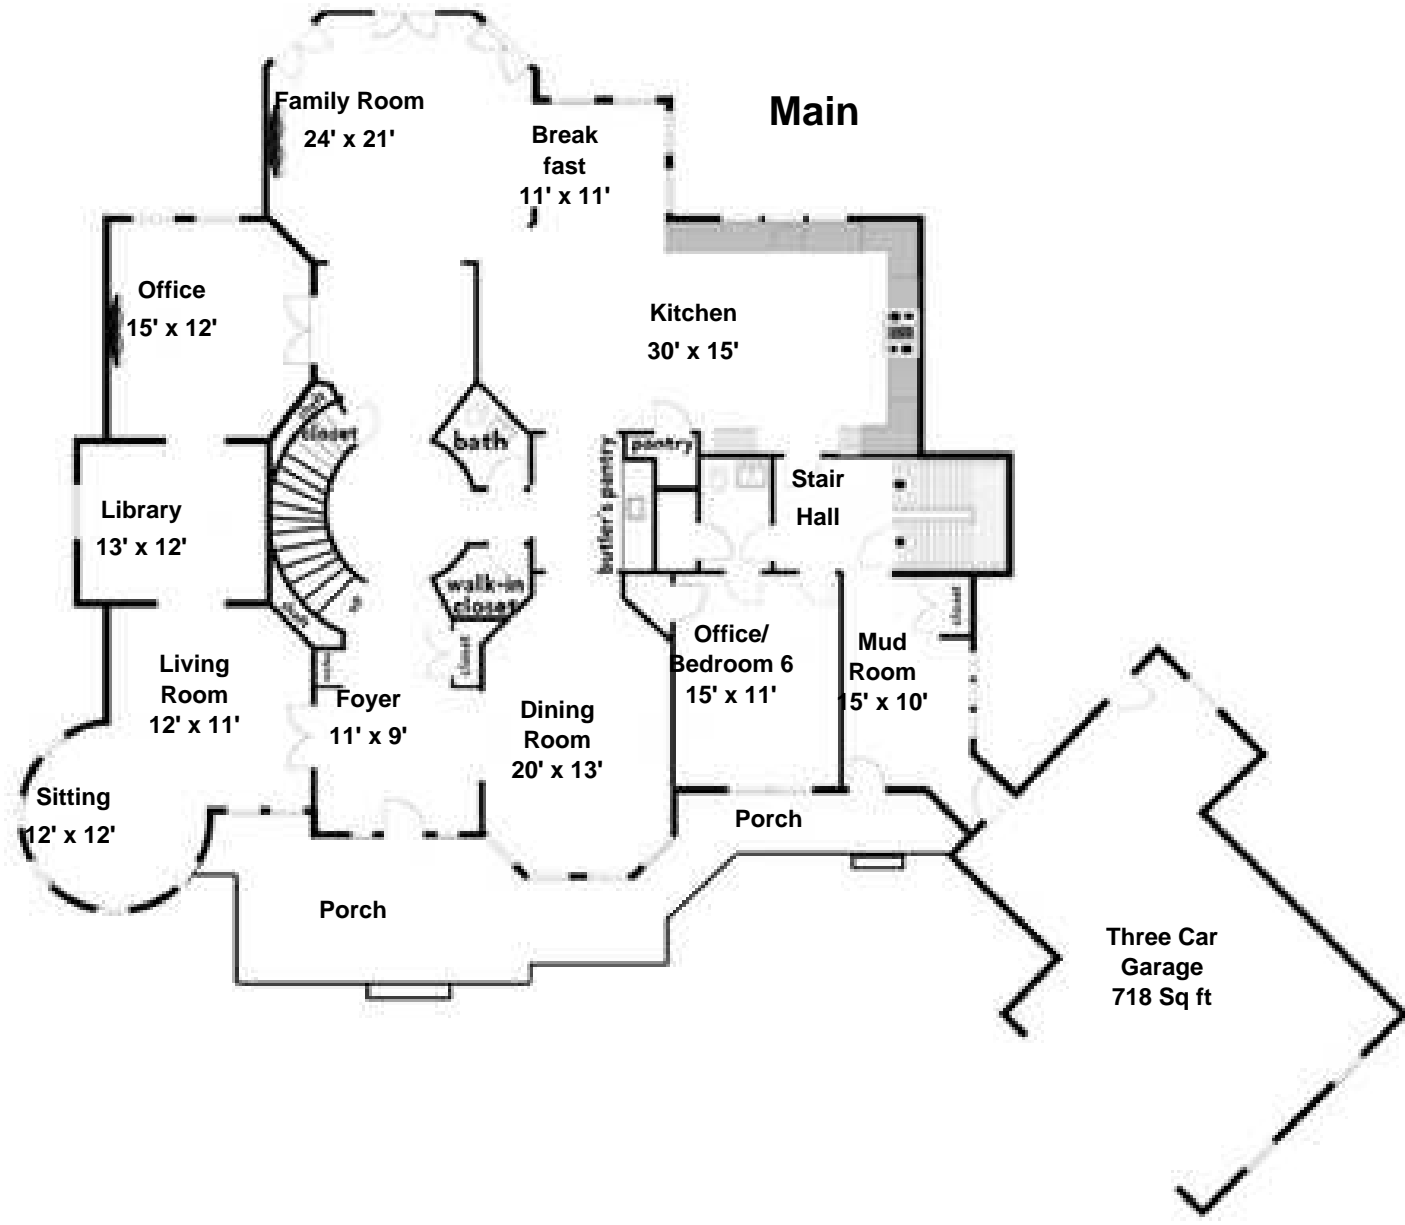 Main
Family Room
24' x 21'
Break
fast
11' x 11'
Office
15' x 12'
Kitchen
30' x 15'
closet
bath
butler's pantry
pantry
Stair
Hall
Library
13' x 12'
walk-in
closet
closet
closet
Living
Room
12' x 11'
Foyer
11' x 9'
Dining
Room
20' x 13'
Office/
Bedroom 6
15' x 11'
Mud
Room
15' x 10'
Sitting
12' x 12'
Porch
Porch
Three Car
Garage
718 Sq ft